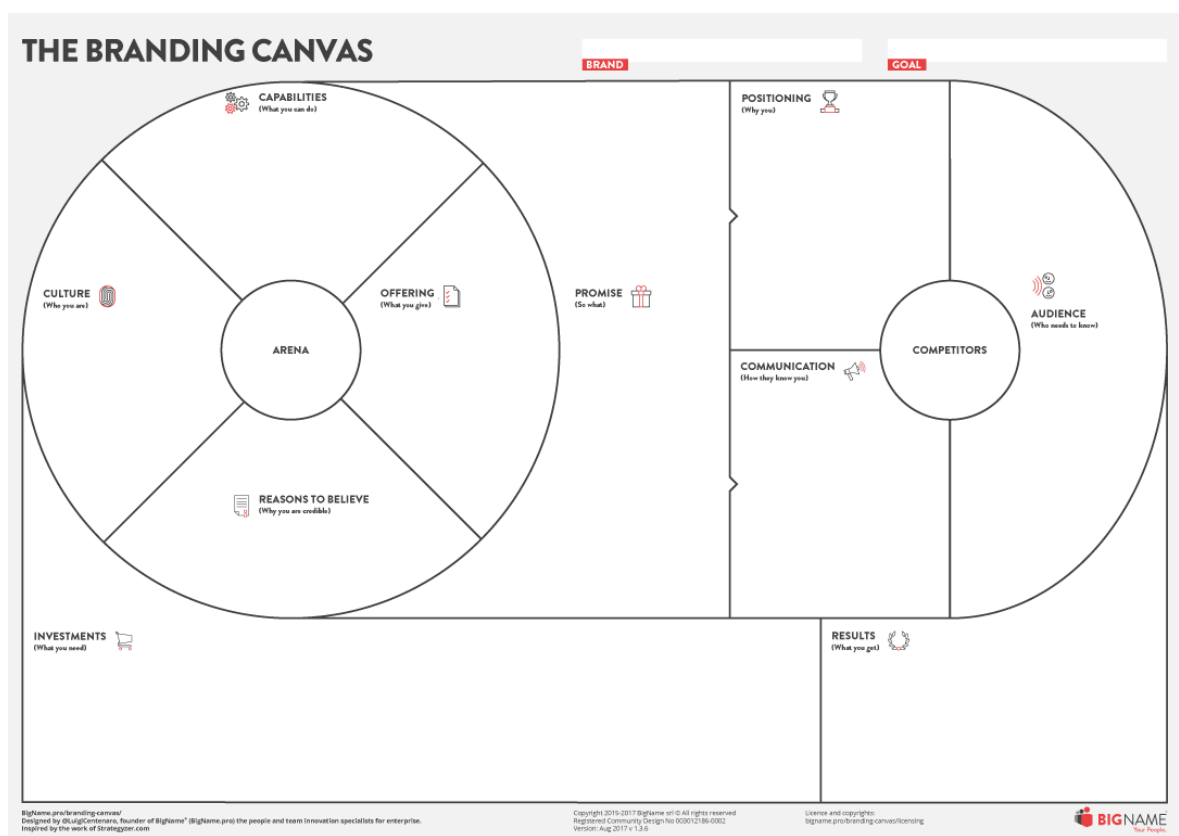 THE BRANDING CANVAS
BRAND
GOAL
CAPABILITIES
(What you can do)
POSITIONING
(Why you)
CULTURE
(Who you are)
OFFERING
(What you give)
PROMISE
(So what)
AUDIENCE
(Who needs to know)
ARENA
COMPETITORS
COMMUNICATION
(How they know you)
REASONS TO BELIEVE
(Why you are credible)
INVESTMENTS
(What you need)
RESULTS
(What you get)
BigName.pro/branding-canvas/
Designed by @LuigiCentenaro, founder of BigName® (BigName.pro) the people and team innovation specialists for enterprise.
Inspired by the work of Strategyzer.com
Copyright 2015-2017 BigName srl © All rights reserved
Registered Community Design No 003012186-0002
Version: Aug 2017 v 1.3.6
Licence and copyrights:
bigname.pro/branding-canvas/licensing
BIGNAME
Your People.